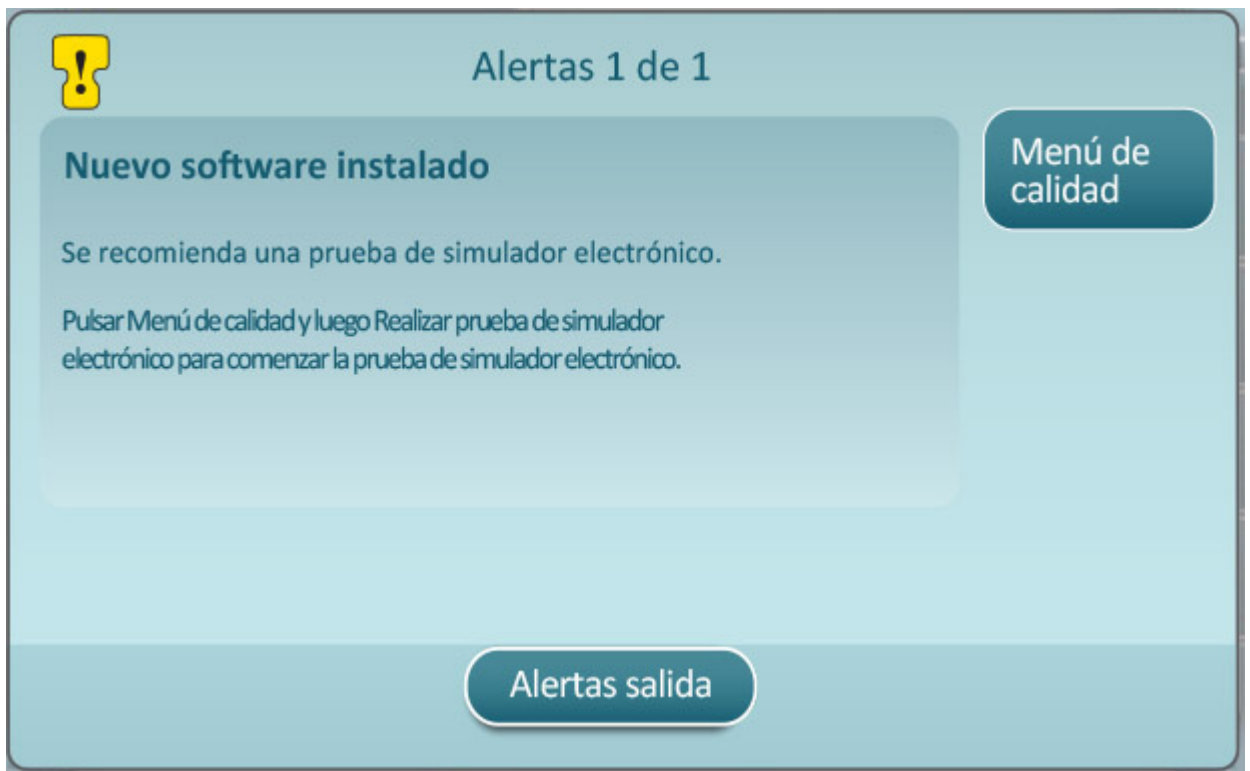 Alertas 1 de 1
Nuevo software instalado
Menú de
calidad
Se recomienda una prueba de simulador electrónico.
Pulsar Menú de calidad y luego Realizar prueba de simulador
electrónico para comenzar la prueba de simulador electrónico.
Alertas salida